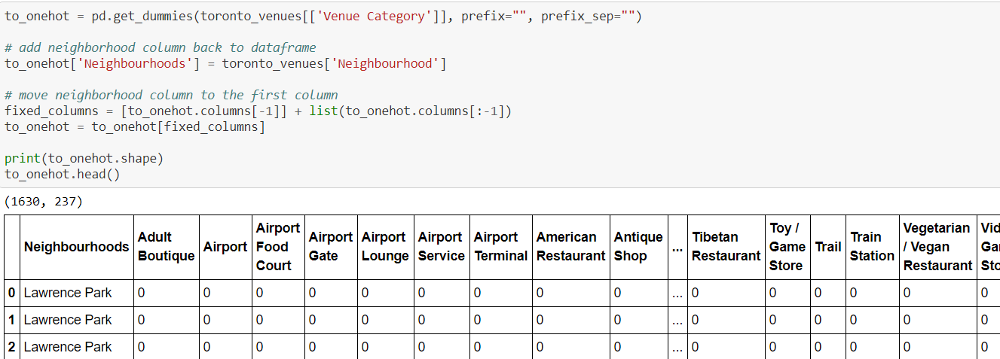 to_onehot = pd.get_dummies(toronto_venues[['Venue Category']], prefix="", prefix_sep="")
# add neighborhood column back to dataframe
to_onehot['Neighbourhoods'] = toronto_venues['Neighbourhood']
# move neighborhood column to the first column
fixed_columns = [to_onehot.columns[-1]] + list(to_onehot.columns[:-1])
to_onehot = to_onehot[fixed_columns]
print(to_onehot.shape)
to_onehot.head()
(1630, 237)
Neighbourhoods Adult Boutique Airport Airport Food Court Airport Gate Airport Lounge Airport Service Airport Terminal American Restaurant Antique Shop ... Tibetan Restaurant Toy / Game Store Trail Train Station Vegetarian / Vegan Restaurant
0 Lawrence Park 0 0 0 0 0 0 0 0 0 ... 0 0 0 0 0 0
1 Lawrence Park 0 0 0 0 0 0 0 0 0 ... 0 0 0 0 0 0
2 Lawrence Park 0 0 0 0 0 0 0 0 0 ... 0 0 0 0 0 0